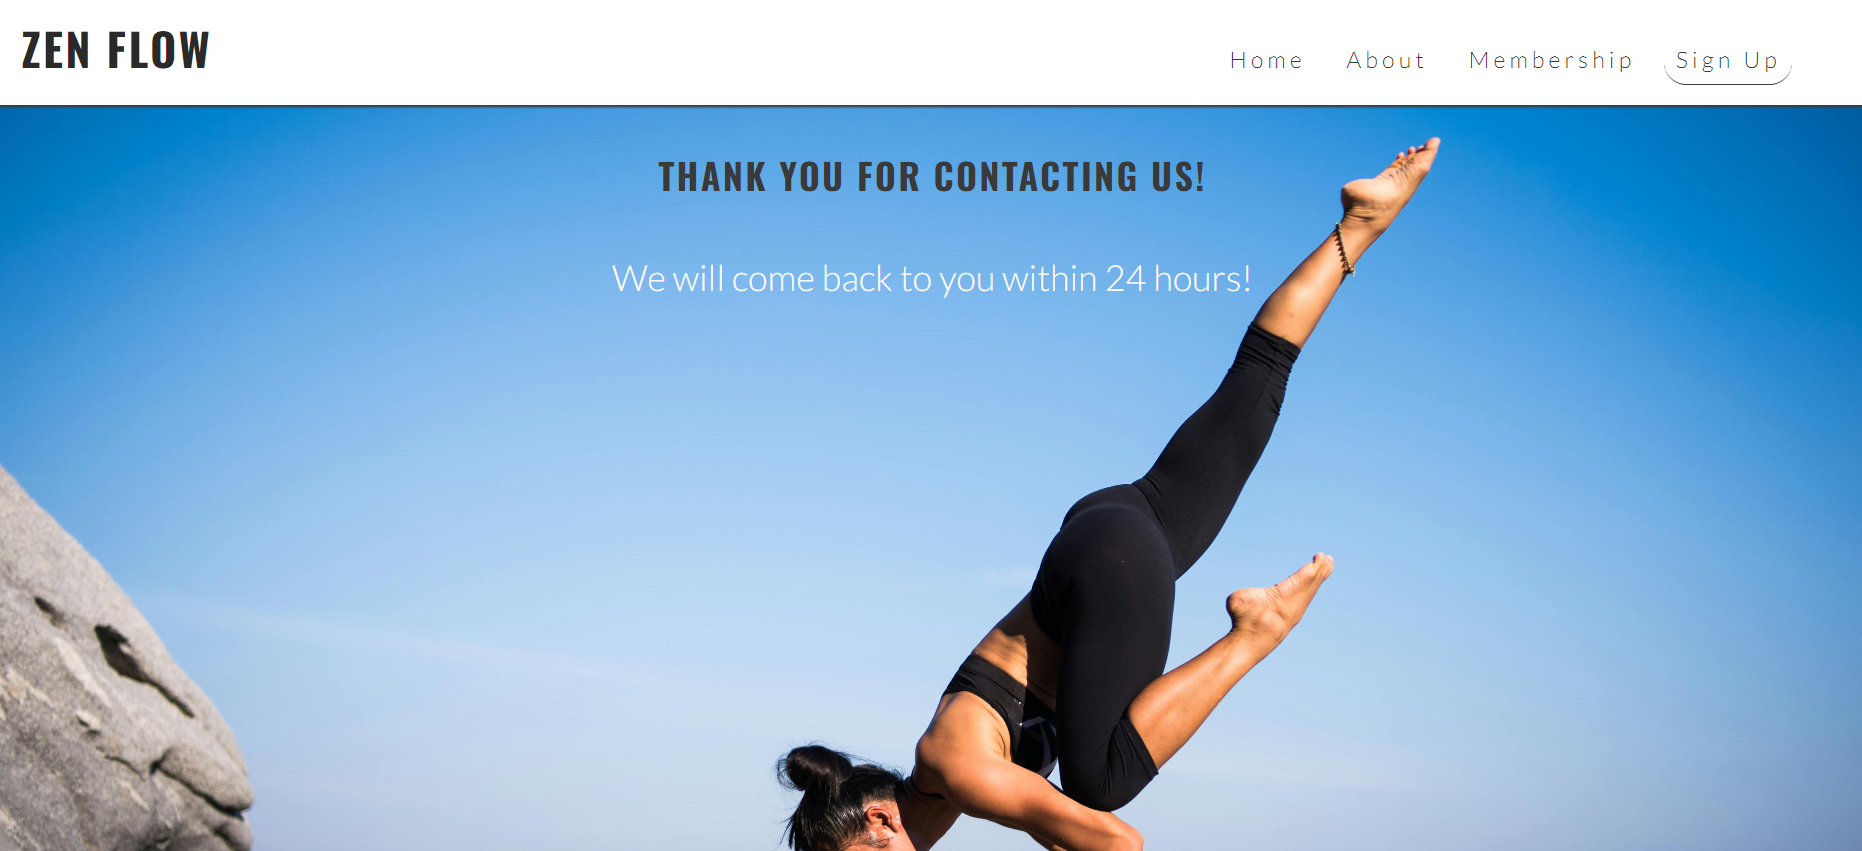 ZEN FLOW
Home About Membership Sign Up
THANK YOU FOR CONTACTING US!
We will come back to you within 24 hours!